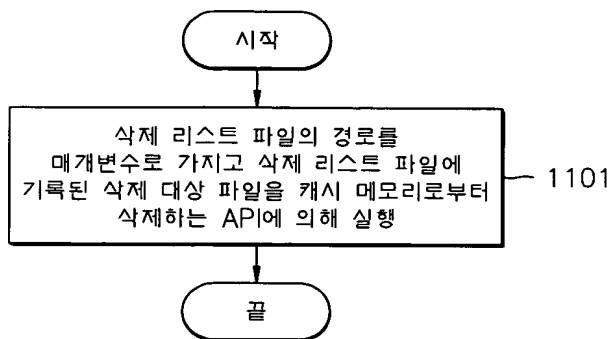 시작
삭제 리스트 파일의 경로를
매개변수로 가지고 삭제 리스트 파일에
기록된 삭제 대상 파일을 캐시 메모리로부터
삭제하는 API에 의해 실행
1101
끝